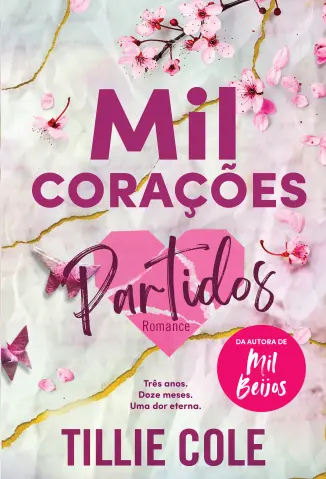 Mil
CORAÇÕES
Partidos
Romance
DA AUTORA DE
Mil
Beijos
Três anos.
Doze meses.
Uma dor eterna.
TILLIE COLE